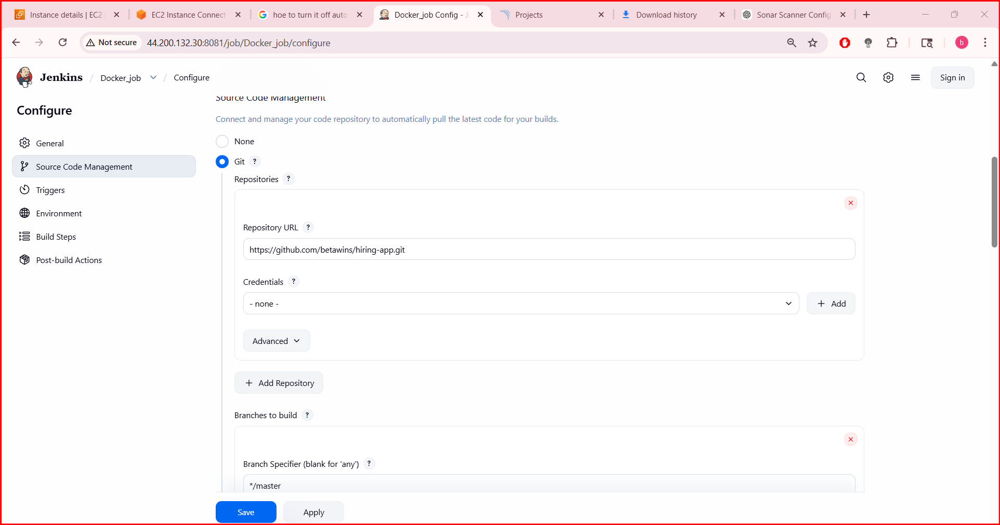 Instance details | EC2
EC2 Instance Connect
hoe to turn it off auto
Docker_job Config - Je
Projects
Download history
Sonar Scanner Config
Not secure
44.200.132.30:8081/job/Docker_job/configure
b
Jenkins / Docker_job / Configure
Sign in
Configure
General
Source Code Management
Triggers
Environment
Build Steps
Post-build Actions
Source Code Management
Connect and manage your code repository to automatically pull the latest code for your builds.
None
Git ?
Repositories ?
Repository URL ?
https://github.com/betawins/hiring-app.git
Credentials ?
- none -
+ Add
Advanced
+ Add Repository
Branches to build ?
Branch Specifier (blank for 'any') ?
*/master
Save
Apply